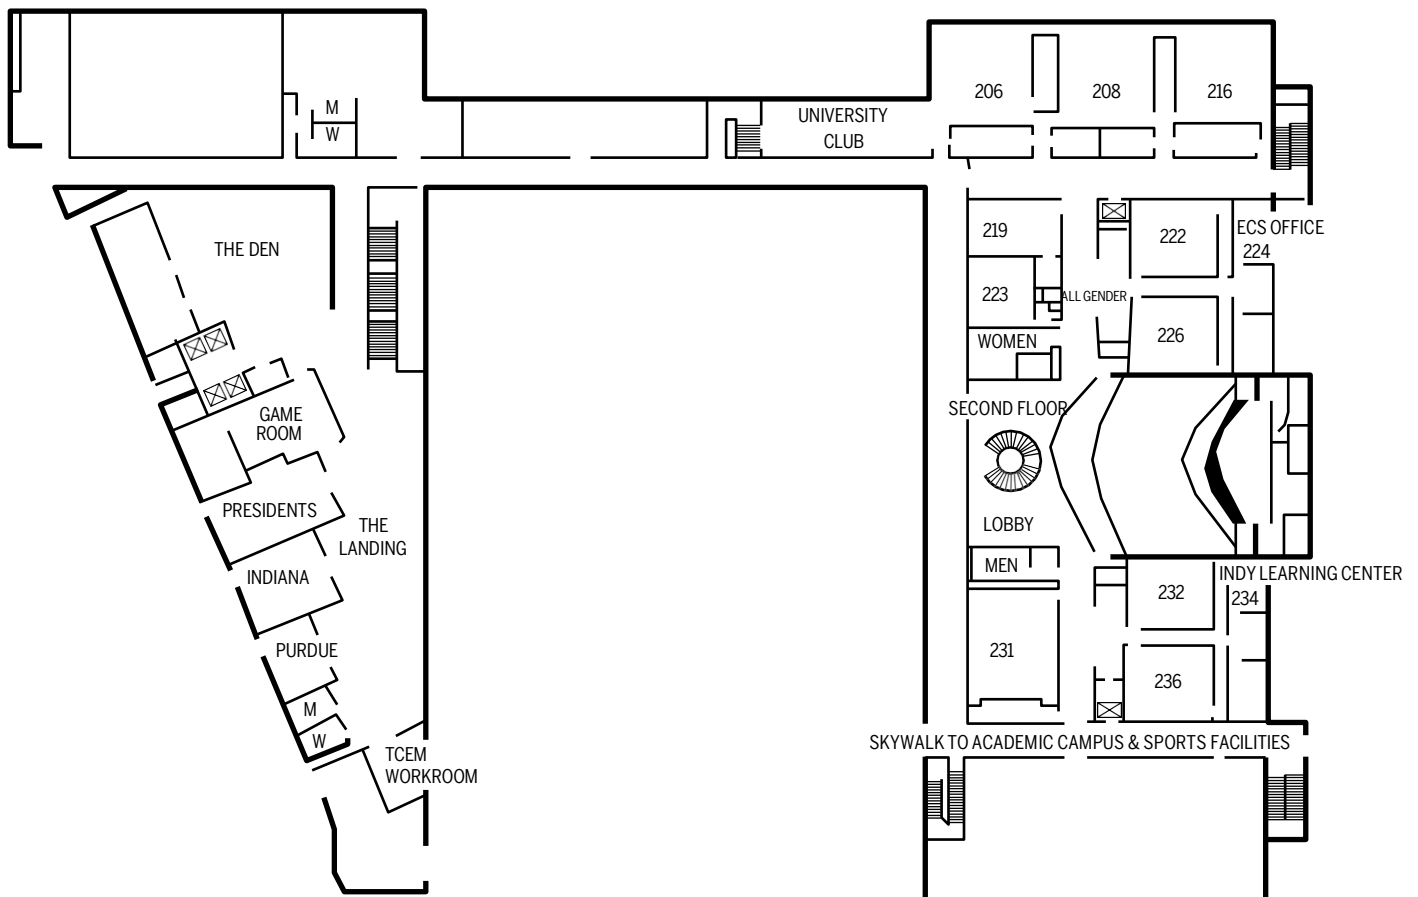 206
208
216
M
W
UNIVERSITY
CLUB
THE DEN
219
222
ECS OFFICE
224
223
ALL GENDER
226
WOMEN
SECOND FLOOR
GAME
ROOM
PRESIDENTS
THE
LANDING
LOBBY
MEN
INDIANA
INDY LEARNING CENTER
232
234
PURDUE
231
236
M
W
TCEM
WORKROOM
SKYWALK TO ACADEMIC CAMPUS & SPORTS FACILITIES